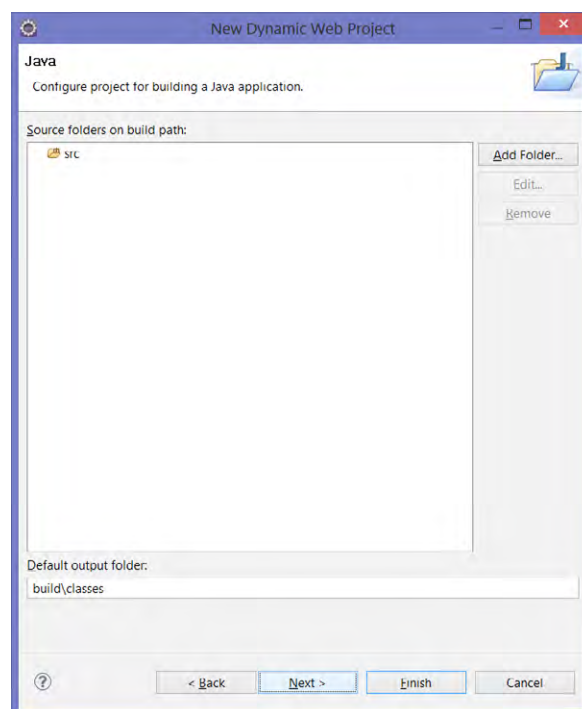 New Dynamic Web Project
Java
Configure project for building a Java application.
Source folders on build path:
src
Add Folder...
Edit...
Remove
Default output folder:
build\classes
?
< Back
Next >
Finish
Cancel